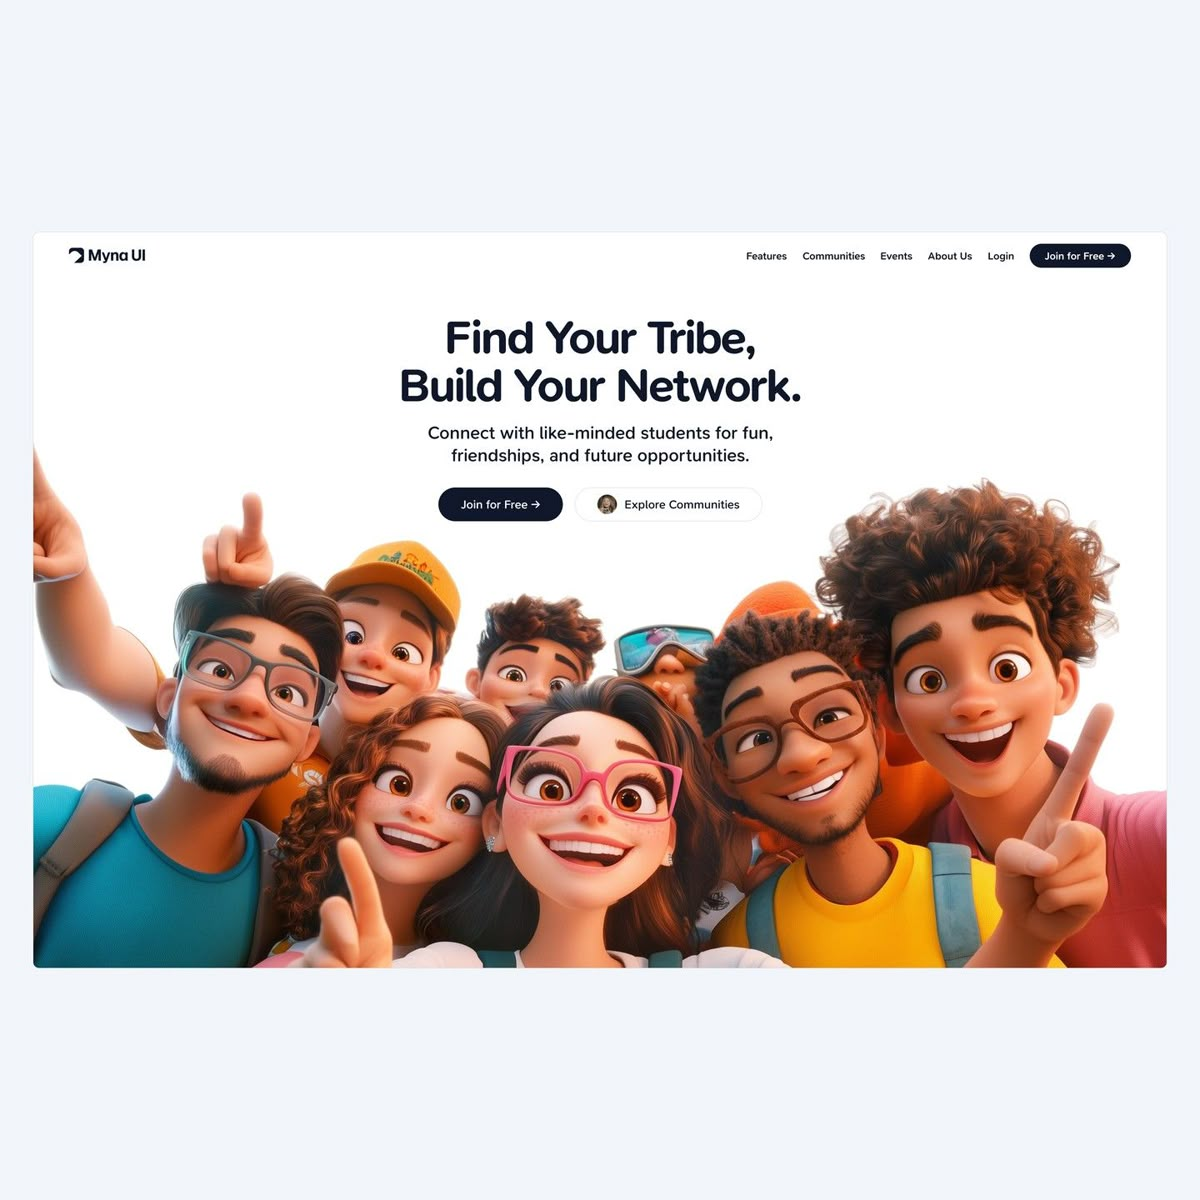 Myna UI
Features
Communities
Events
About Us
Login
Join for Free →
Find Your Tribe,
Build Your Network.
Connect with like-minded students for fun,
friendships, and future opportunities.
Join for Free →
Explore Communities